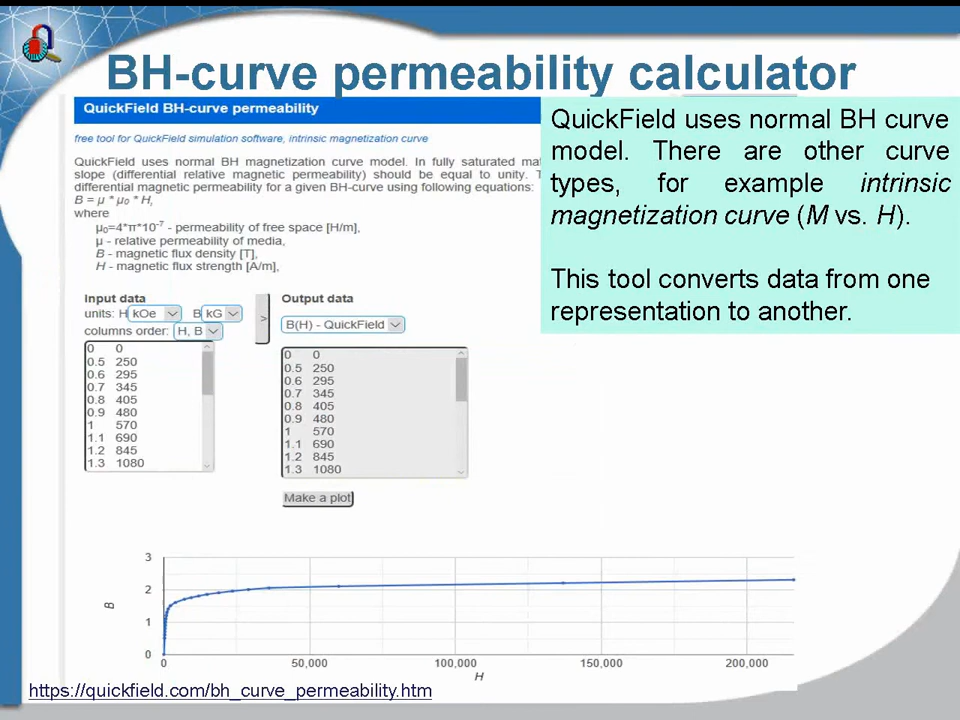 BH-curve permeability calculator
QuickField BH-curve permeability
free tool for QuickField simulation software, intrinsic magnetization curve
QuickField uses normal BH magnetization curve model. In fully saturated
slope (differential relative magnetic permeability) should be equal to unity.
differential magnetic permeability for a given BH-curve using following equations:
B = μ * μ₀ * H,
where
μ₀=4*π*10⁻⁷ - permeability of free space [H/m],
μ - relative permeability of media,
B - magnetic flux density [T],
H - magnetic flux strength [A/m],
QuickField uses normal BH curve
model. There are other curve
types, for example intrinsic
magnetization curve (M vs. H).
This tool converts data from one
representation to another.
Input data
units: H kOe B kG
columns order: H, B
0 0
0.5 250
0.6 295
0.7 345
0.8 405
0.9 480
1 570
1.1 690
1.2 845
1.3 1080
>
Output data
B(H) - QuickField
0 0
0.5 250
0.6 295
0.7 345
0.8 405
0.9 480
1 570
1.1 690
1.2 845
1.3 1080
Make a plot
3
2
1
0
B
0 50,000 100,000 150,000 200,000
H
https://quickfield.com/bh_curve_permeability.htm